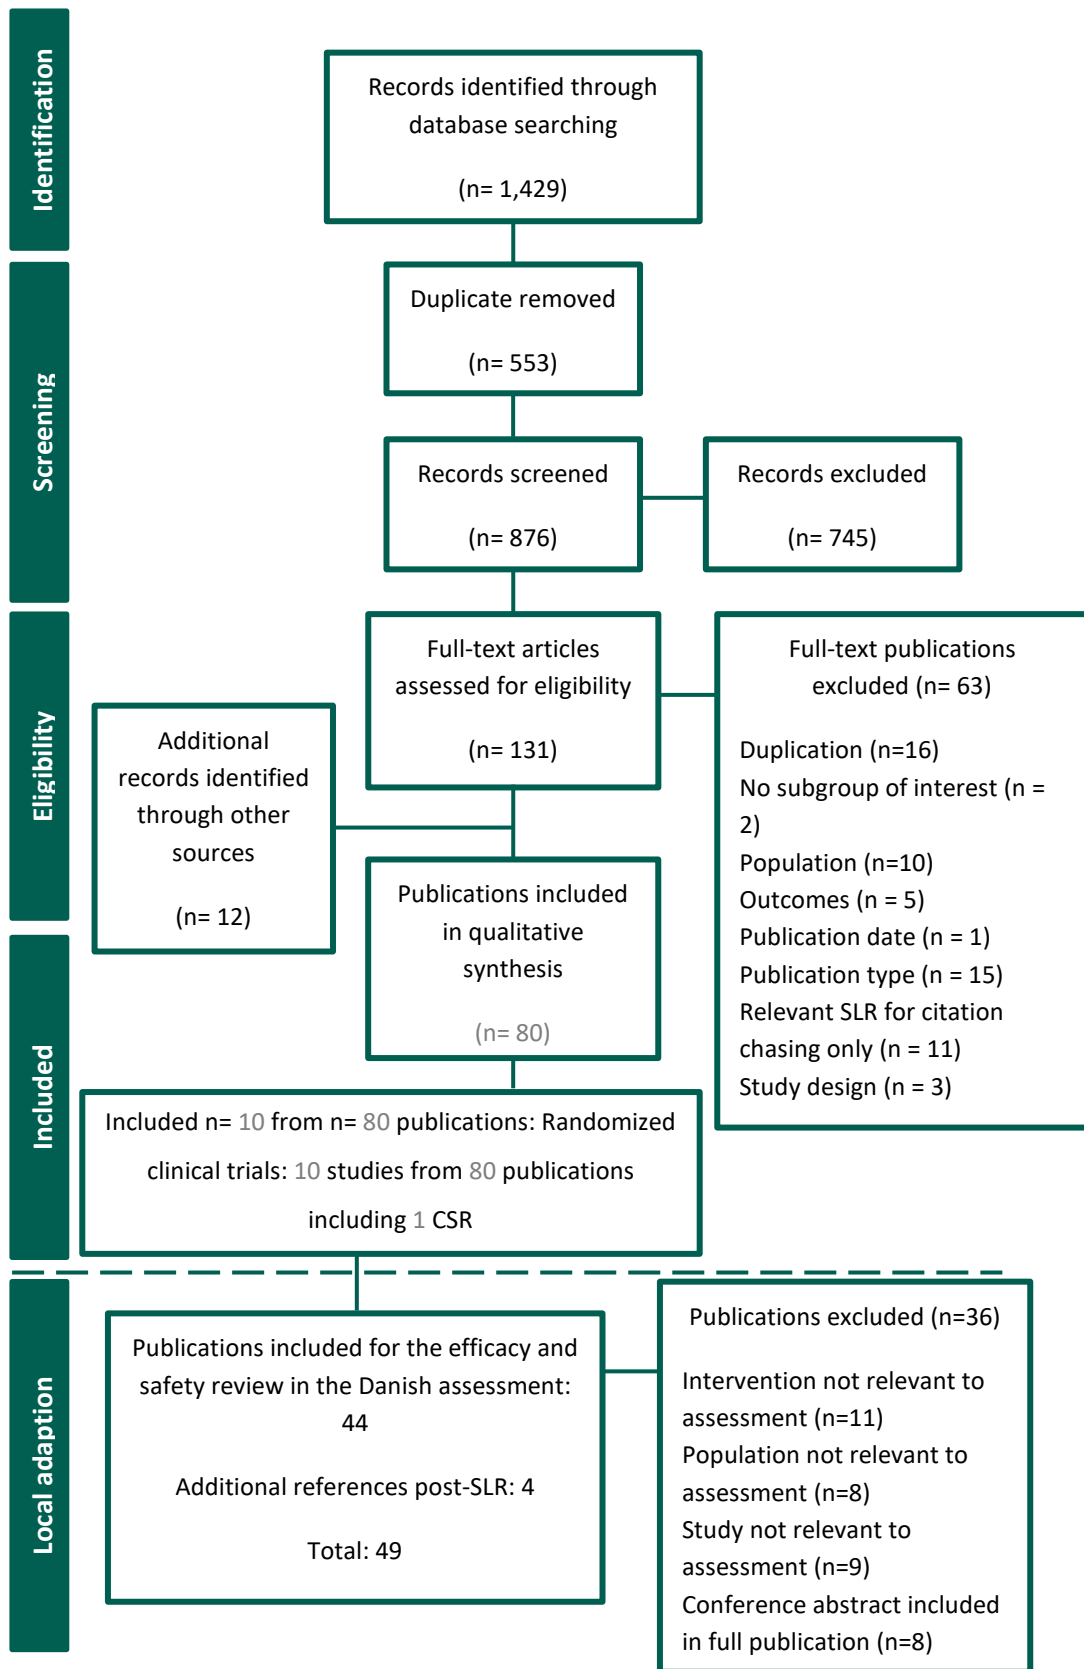 Identification
Records identified through
database searching
(n= 1,429)
Screening
Duplicate removed
(n= 553)
Records screened
(n= 876)
Records excluded
(n= 745)
Eligibility
Full-text articles
assessed for eligibility
(n= 131)
Full-text publications
excluded (n= 63)
Duplication (n=16)
No subgroup of interest (n =
2)
Population (n=10)
Outcomes (n = 5)
Publication date (n = 1)
Publication type (n = 15)
Relevant SLR for citation
chasing only (n = 11)
Study design (n = 3)
Additional
records identified
through other
sources
(n= 12)
Publications included
in qualitative
synthesis
(n= 80)
Included
Included n= 10 from n= 80 publications: Randomized
clinical trials: 10 studies from 80 publications
including 1 CSR
Local adaption
Publications included for the efficacy and
safety review in the Danish assessment:
44
Additional references post-SLR: 4
Total: 49
Publications excluded (n=36)
Intervention not relevant to
assessment (n=11)
Population not relevant to
assessment (n=8)
Study not relevant to
assessment (n=9)
Conference abstract included
in full publication (n=8)